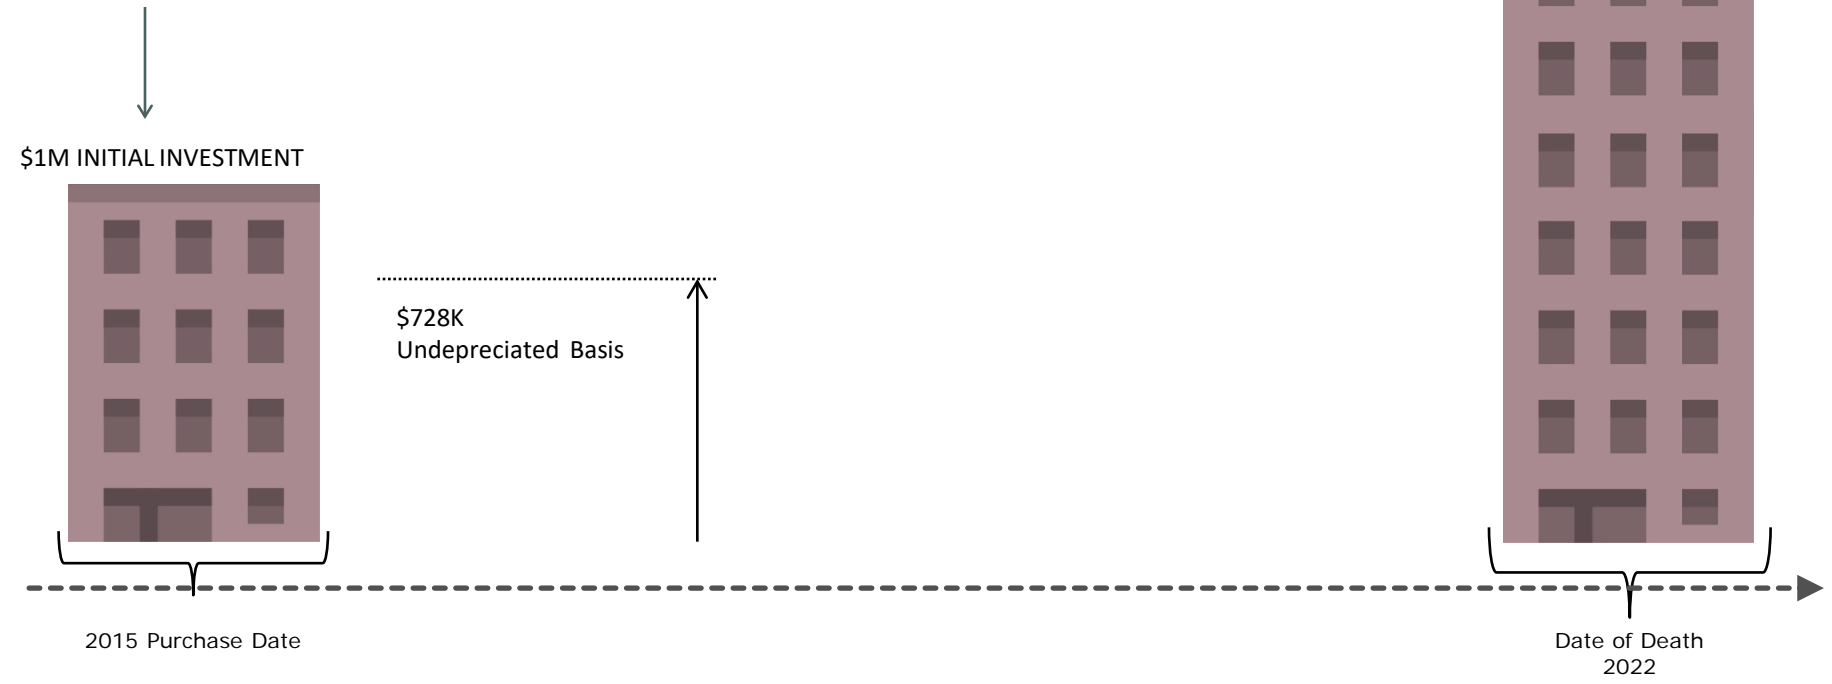 $1M INITIAL INVESTMENT
$728K
Undepreciated Basis
2015 Purchase Date
Date of Death
2022